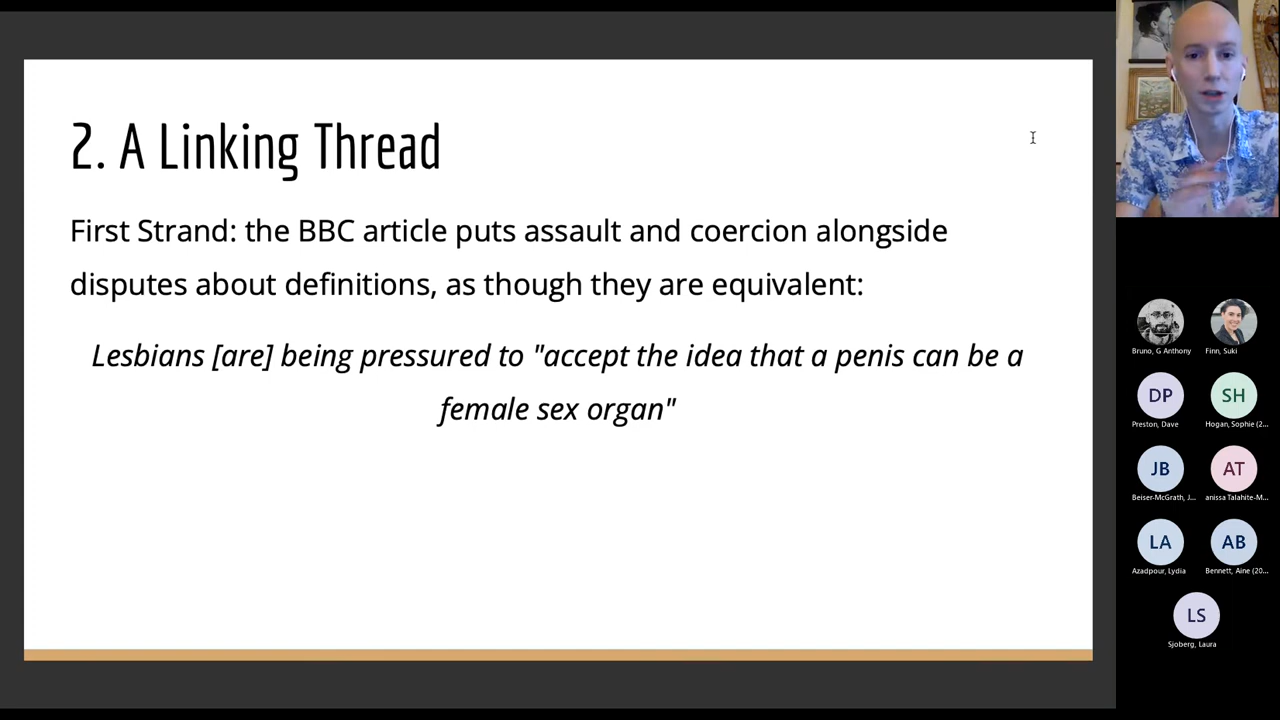 2. A Linking Thread
First Strand: the BBC article puts assault and coercion alongside
disputes about definitions, as though they are equivalent:
Lesbians [are] being pressured to "accept the idea that a penis can be a
female sex organ"
Bruno, G Anthony
Finn, Suki
DP
SH
Preston, Dave
Hogan, Sophie (2...
JB
AT
Beiser-McGrath, J...
anissa Talahite-M...
LA
AB
Azadpour, Lydia
Bennett, Aine (20...
LS
Sjoberg, Laura